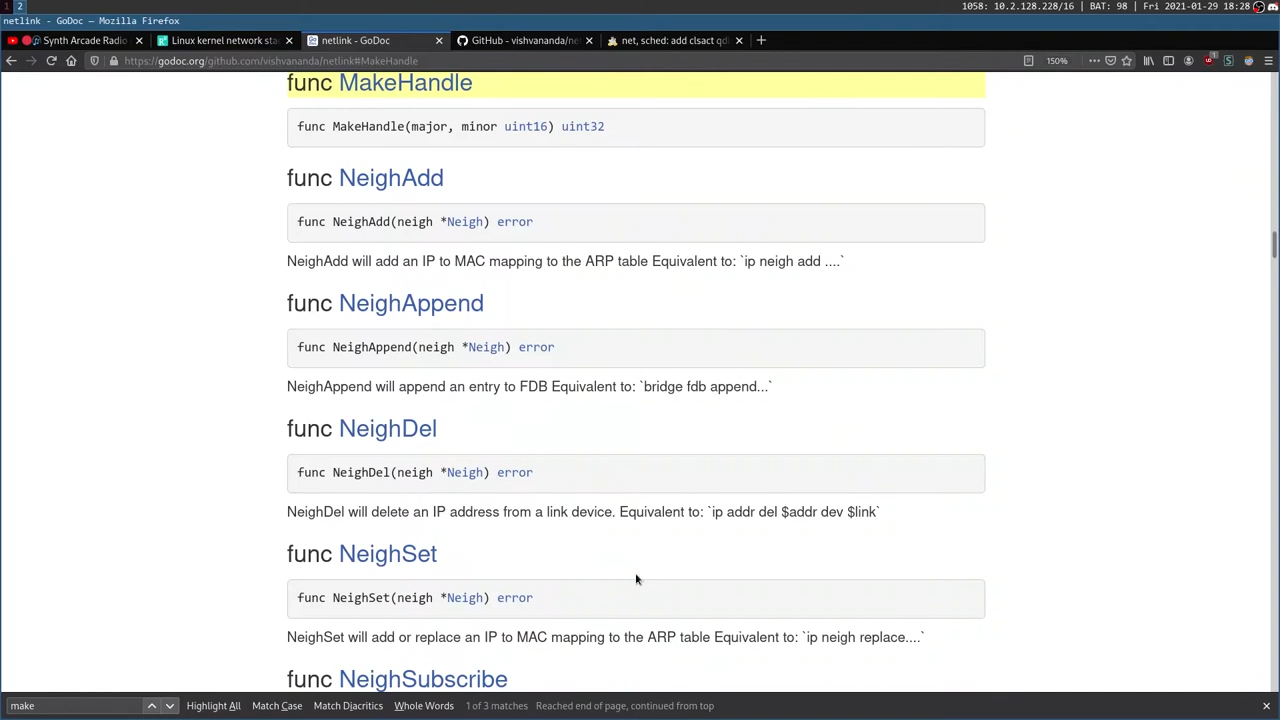 1 2 1058: 10.2.128.228/16 | BAT: 98 | Fri 2021-01-29 18:28
netlink - GoDoc — Mozilla Firefox
Synth Arcade Radio
Linux kernel network sta
netlink - GoDoc
GitHub - vishvananda/net
net, sched: add clsact qdi
https://godoc.org/github.com/vishvananda/netlink#MakeHandle 150%
func MakeHandle
func MakeHandle(major, minor uint16) uint32
func NeighAdd
func NeighAdd(neigh *Neigh) error
NeighAdd will add an IP to MAC mapping to the ARP table Equivalent to: `ip neigh add ....`
func NeighAppend
func NeighAppend(neigh *Neigh) error
NeighAppend will append an entry to FDB Equivalent to: `bridge fdb append...`
func NeighDel
func NeighDel(neigh *Neigh) error
NeighDel will delete an IP address from a link device. Equivalent to: `ip addr del $addr dev $link`
func NeighSet
func NeighSet(neigh *Neigh) error
NeighSet will add or replace an IP to MAC mapping to the ARP table Equivalent to: `ip neigh replace....`
func NeighSubscribe
make Highlight All Match Case Match Diacritics Whole Words 1 of 3 matches Reached end of page, continued from top